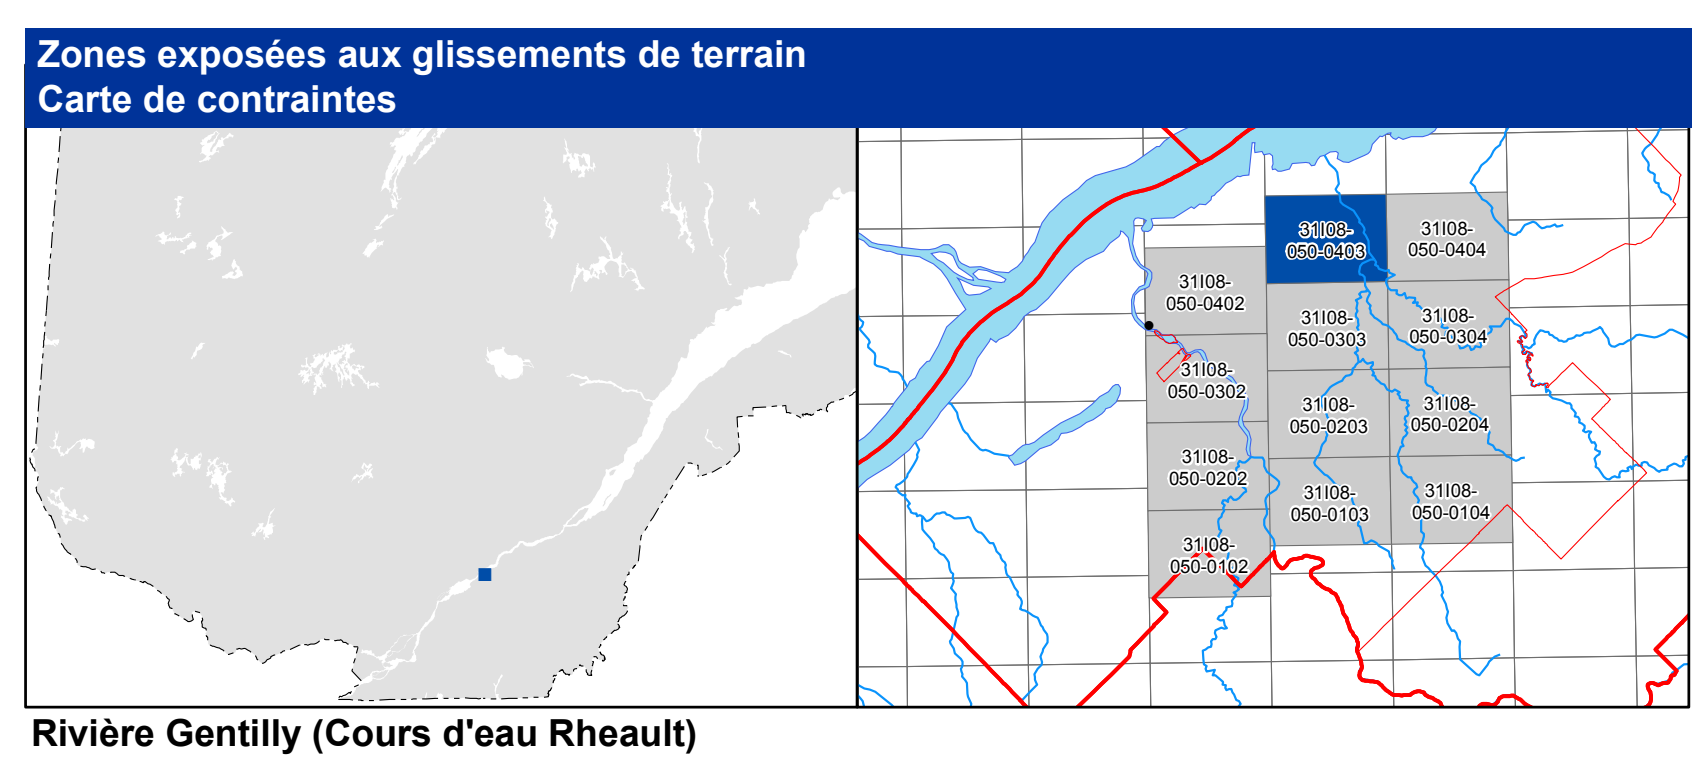 Zones exposées aux glissements de terrain
Carte de contraintes
31I08-
050-0403
31I08-
050-0404
31I08-
050-0402
31I08-
050-0303
31I08-
050-0304
31I08-
050-0302
31I08-
050-0203
31I08-
050-0204
31I08-
050-0202
31I08-
050-0103
31I08-
050-0104
31I08-
050-0102
Rivière Gentilly (Cours d'eau Rheault)